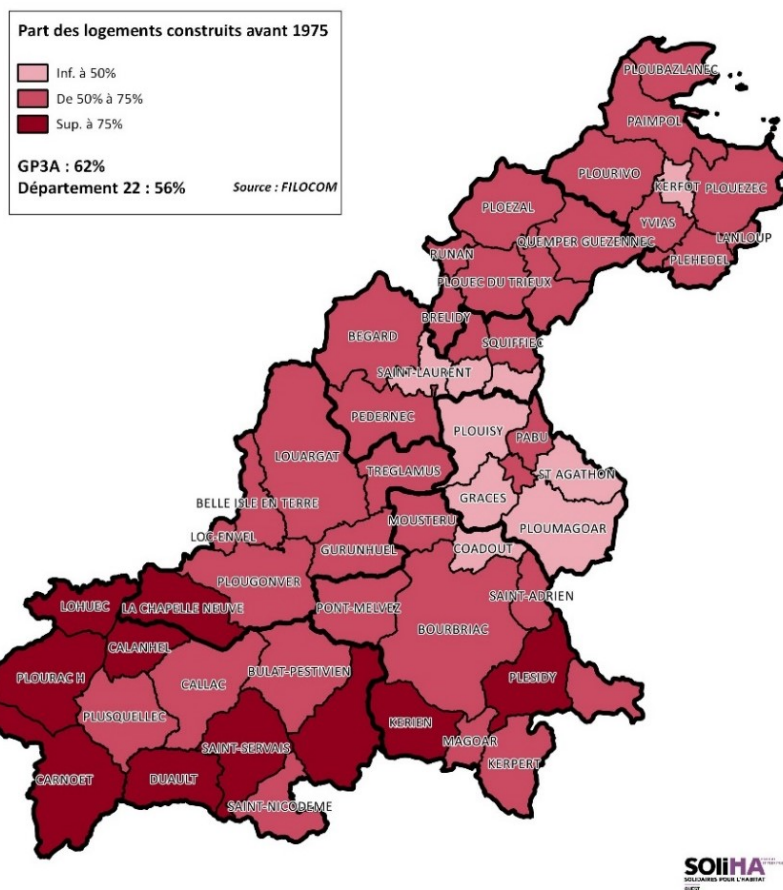 Part des logements construits avant 1975
Inf. à 50%
De 50% à 75%
Sup. à 75%
GP3A : 62%
Département 22 : 56%
Source : FILOCOM
PLOUBAZLANEC
PAIMPOL
PLOURIVO
KERFOT
PLOUEZEC
PLOEZAL
YVIAS
LANLOUP
QUEMPER GUEZENNEC
RUNAN
PLEHEDEL
PLOUEC DU TRIEUX
BRELIDY
BEGARD
SQUIFFIEC
SAINT-LAURENT
PEDERNEC
PLOUISY
PABU
LOUARGAT
TREGLAMUS
ST AGATHON
GRACES
BELLE ISLE EN TERRE
MOUSTERU
PLOUMAGOAR
LOC-ENVEL
GURUNHUEL
COADOUT
PLOUGONVER
SAINT-ADRIEN
LOHUEC
LA CHAPELLE NEUVE
PONT-MELVEZ
BOURBRIAC
CALANHEL
BULAT-PESTIVIEN
PLOURAC H
CALLAC
PLESIDY
PLUSQUELLEC
KERIEN
MAGOAR
SAINT-SERVAIS
KERPERT
CARNOET
DUAULT
SAINT-NICODEME
SOLiHA
SOLIDAIRES POUR L'HABITAT